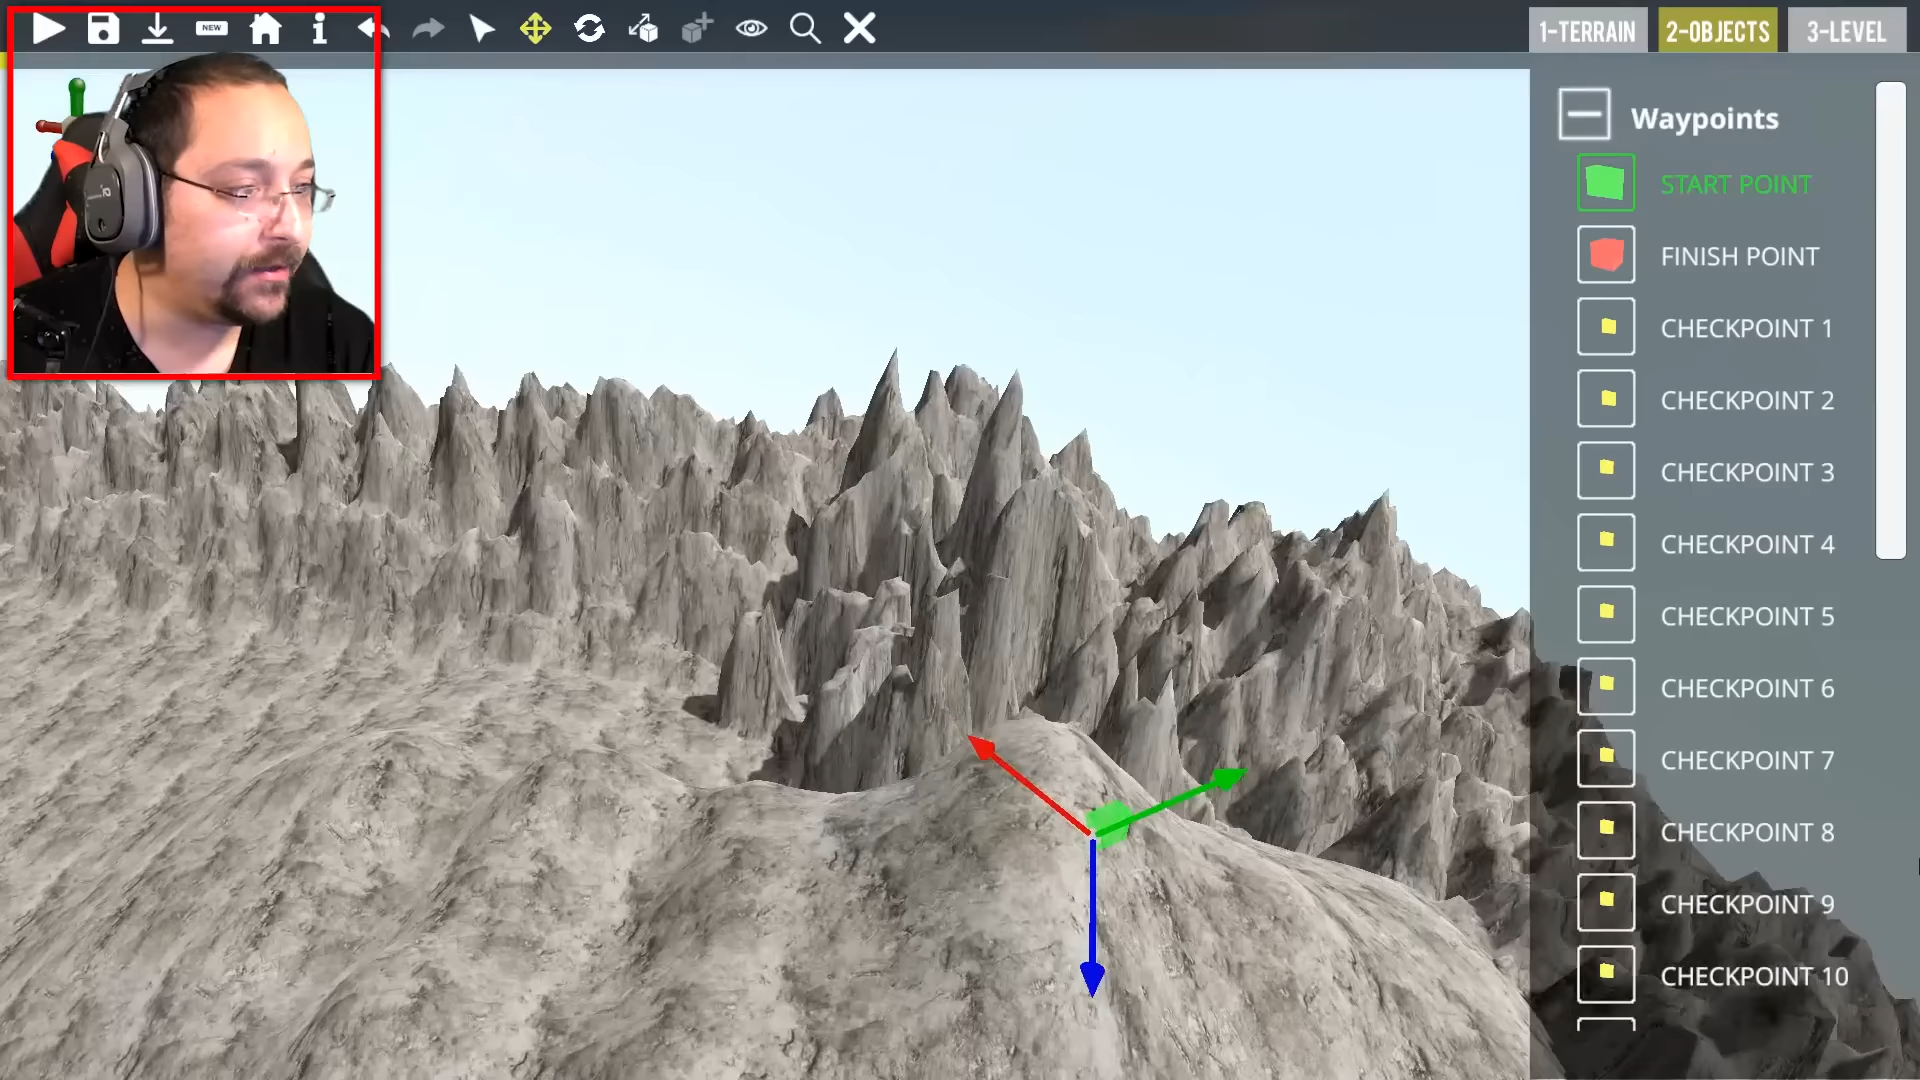 NEW
1-TERRAIN
2-OBJECTS
3-LEVEL
Waypoints
START POINT
FINISH POINT
CHECKPOINT 1
CHECKPOINT 2
CHECKPOINT 3
CHECKPOINT 4
CHECKPOINT 5
CHECKPOINT 6
CHECKPOINT 7
CHECKPOINT 8
CHECKPOINT 9
CHECKPOINT 10